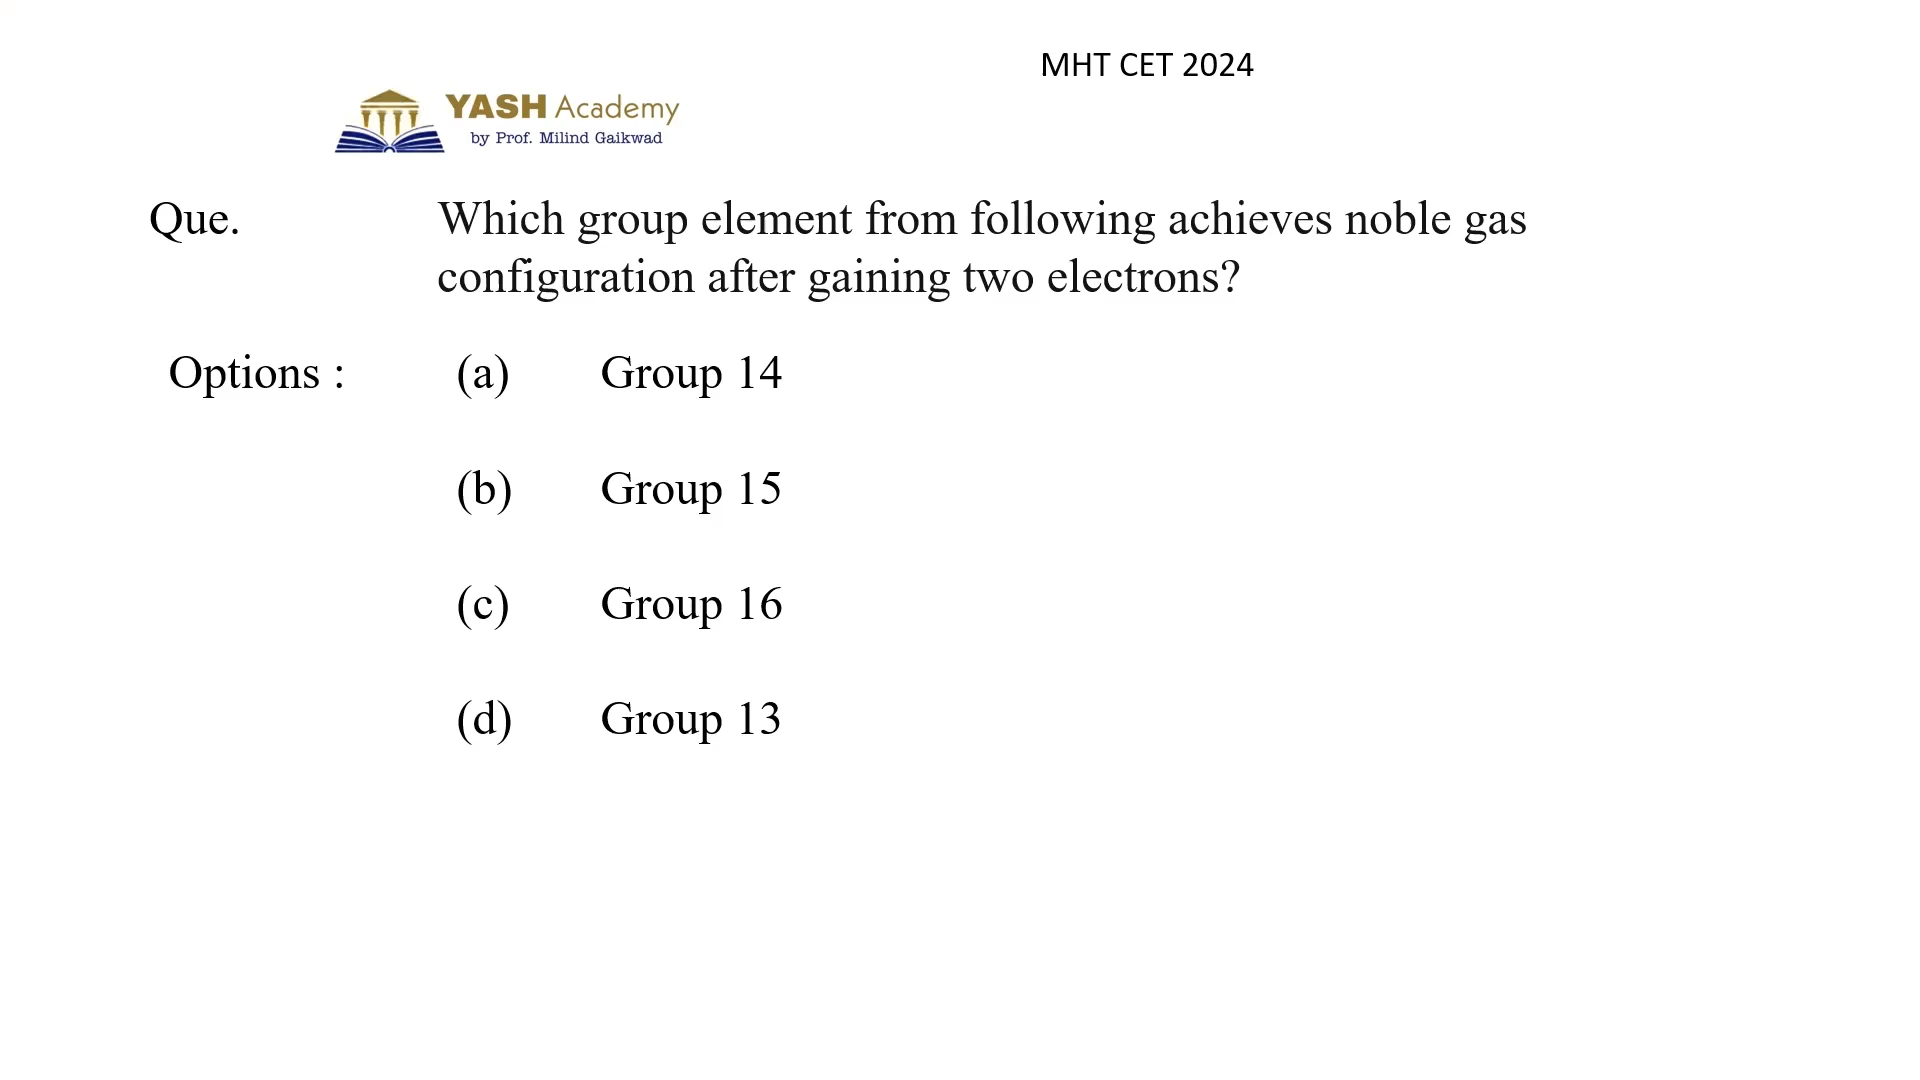 MHT CET 2024
YASH Academy
by Prof. Milind Gaikwad
Que. Which group element from following achieves noble gas
configuration after gaining two electrons?
Options : (a) Group 14
(b) Group 15
(c) Group 16
(d) Group 13